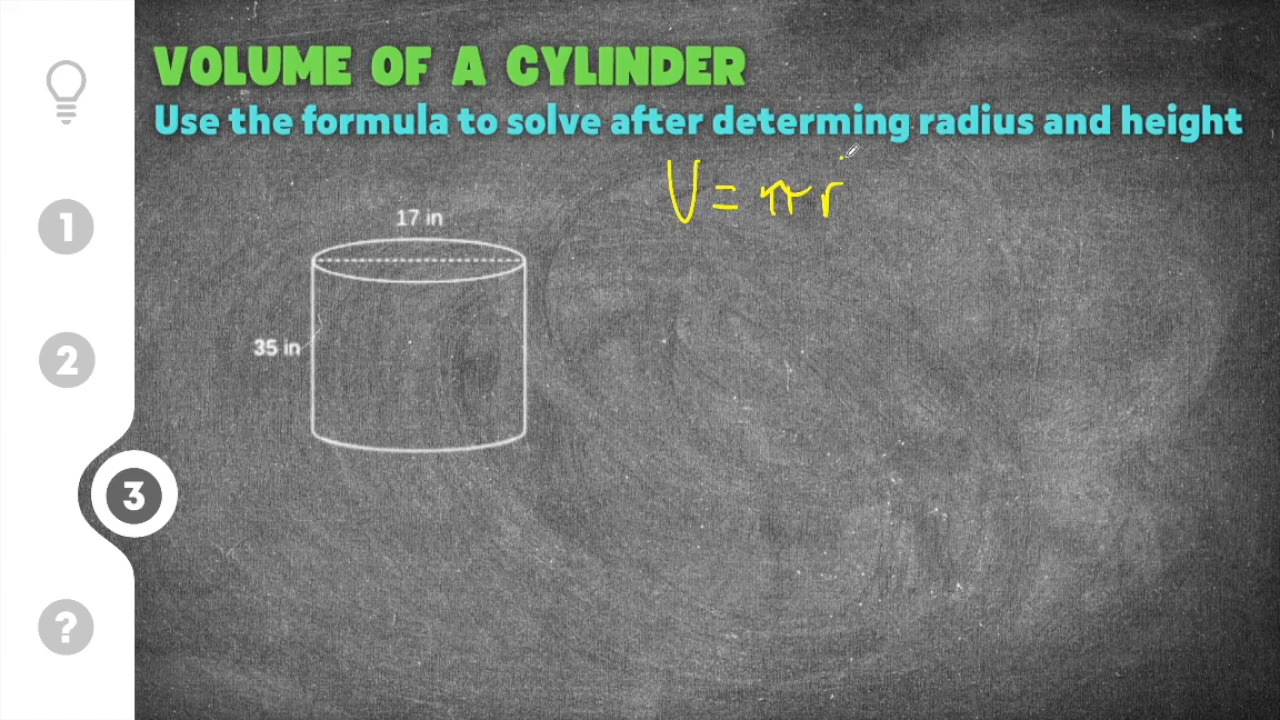 VOLUME OF A CYLINDER
Use the formula to solve after determing radius and height
V = πr
17 in
35 in
1
2
3
?